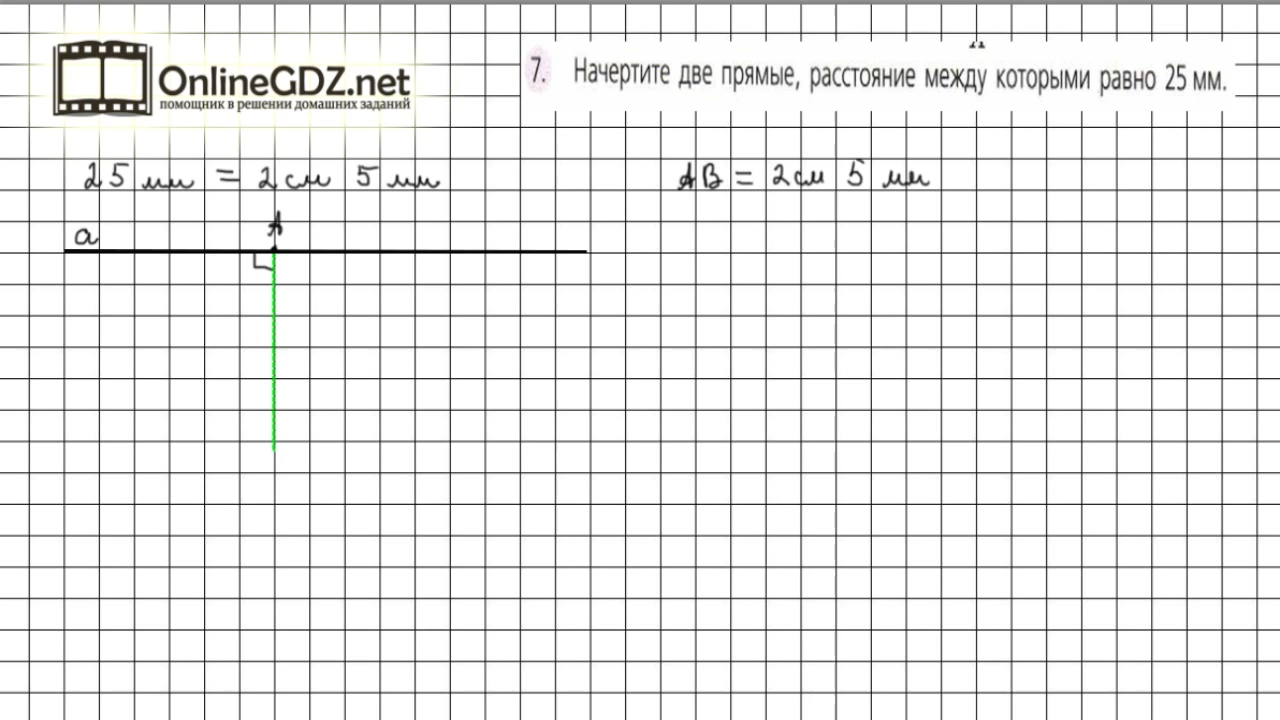 OnlineGDZ.net
помощник в решении домашних заданий
7. Начертите две прямые, расстояние между которыми равно 25 мм.
25 мм = 2 см 5 мм
AB = 2 см 5 мм
A
a